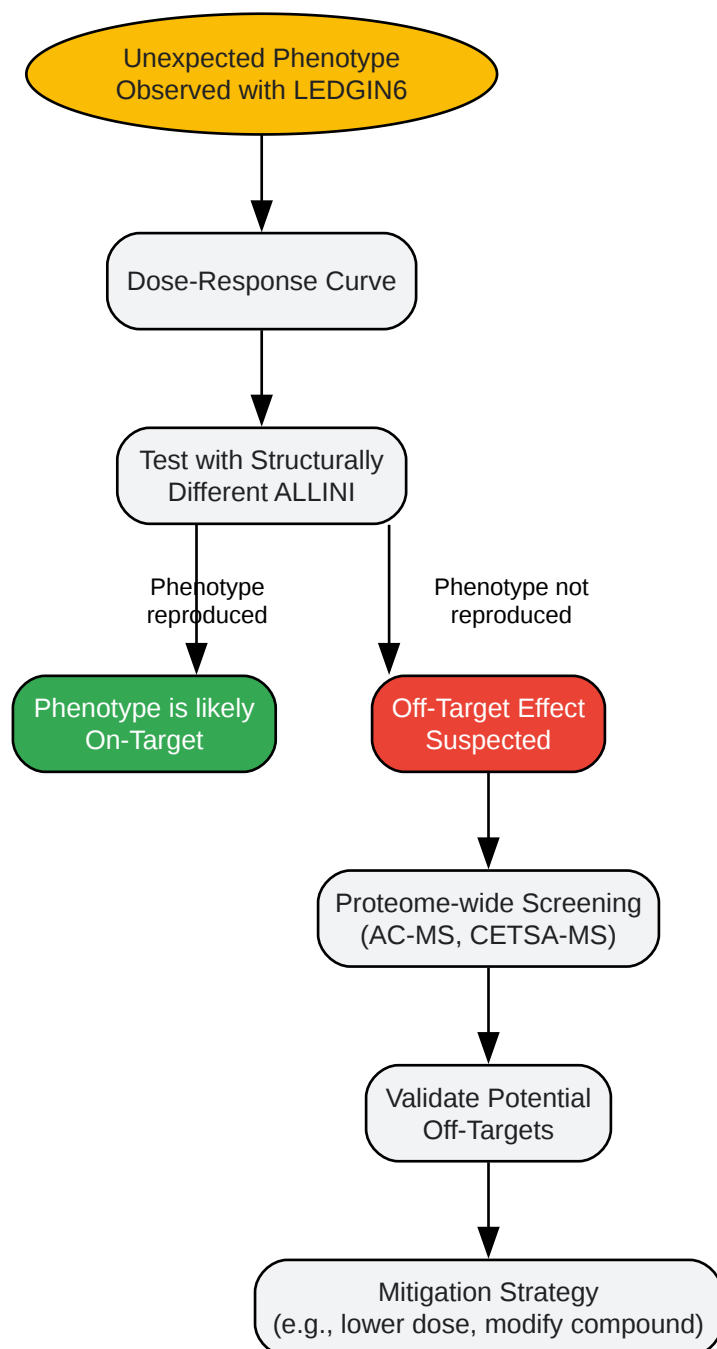 Unexpected Phenotype
Observed with LEDGIN6
Dose-Response Curve
Test with Structurally
Different ALLINI
Phenotype
reproduced
Phenotype not
reproduced
Phenotype is likely
On-Target
Off-Target Effect
Suspected
Proteome-wide Screening
(AC-MS, CETSA-MS)
Validate Potential
Off-Targets
Mitigation Strategy
(e.g., lower dose, modify compound)